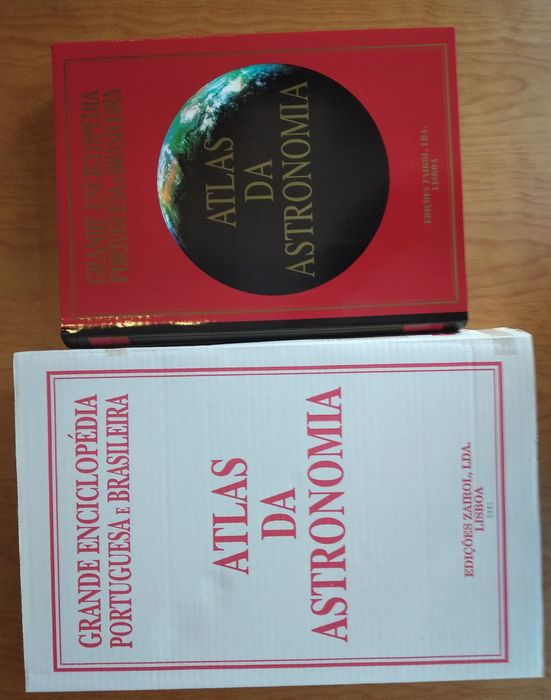 GRANDE ENCICLOPÉDIA
PORTUGUESA E BRASILEIRA
ATLAS
DA
ASTRONOMIA
EDIÇÕES ZAIROL, LDA.
LISBOA
GRANDE ENCICLOPÉDIA
PORTUGUESA E BRASILEIRA
ATLAS
DA
ASTRONOMIA
EDIÇÕES ZAIROL, LDA.
LISBOA